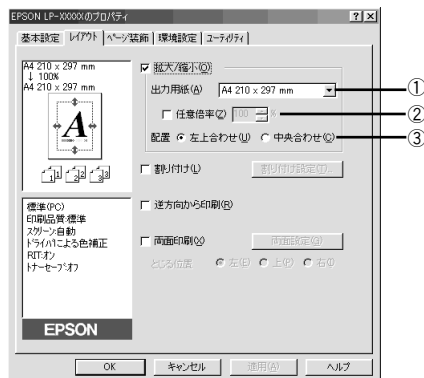 EPSON LP-XXXXXのプロパティ
基本設定 レイアウト ページ装飾 環境設定 ユーティリティ
A4 210 x 297 mm
↓ 100%
A4 210 x 297 mm
A
1 1 2 2 3 3
標準(PC)
印刷品質:標準
スクリーン:自動
ドライバによる色補正
RIT:オン
トナーセーブ:オフ
EPSON
拡大/縮小(O)
出力用紙(A) A4 210 x 297 mm ①
任意倍率(Z) 100 % ②
配置 左上合わせ(U) 中央合わせ(C) ③
割り付け(L) 割り付け設定(T)...
逆方向から印刷(R)
両面印刷(X) 両面設定(G)...
とじる位置: 左(E) 上(P) 右(I)
OK キャンセル 適用(A) ヘルプ